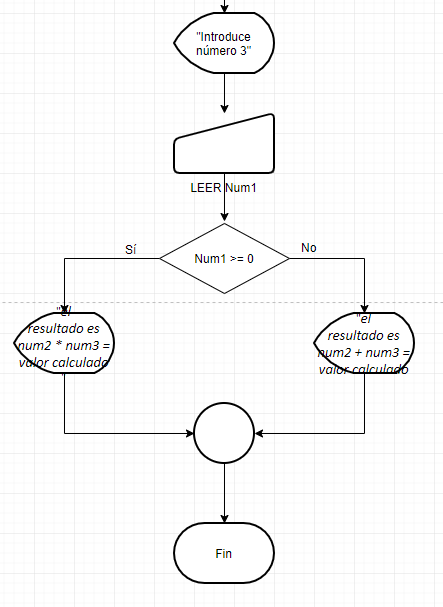 "Introduce
número 3"
LEER Num1
Num1 >= 0
Sí
No
"el
resultado es
num2 * num3 =
valor calculado
"el
resultado es
num2 + num3 =
valor calculado
Fin